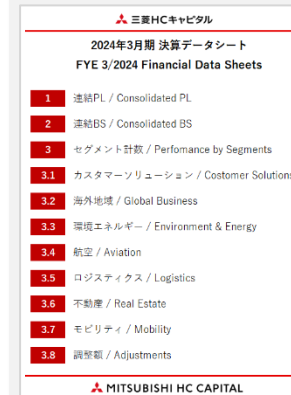 三菱HCキャピタル
2024年3月期 決算データシート
FYE 3/2024 Financial Data Sheets
1 連結PL / Consolidated PL
2 連結BS / Consolidated BS
3 セグメント計数 / Perfomance by Segments
3.1 カスタマーソリューション / Costomer Solutions
3.2 海外地域 / Global Business
3.3 環境エネルギー / Environment & Energy
3.4 航空 / Aviation
3.5 ロジスティクス / Logistics
3.6 不動産 / Real Estate
3.7 モビリティ / Mobility
3.8 調整額 / Adjustments
MITSUBISHI HC CAPITAL